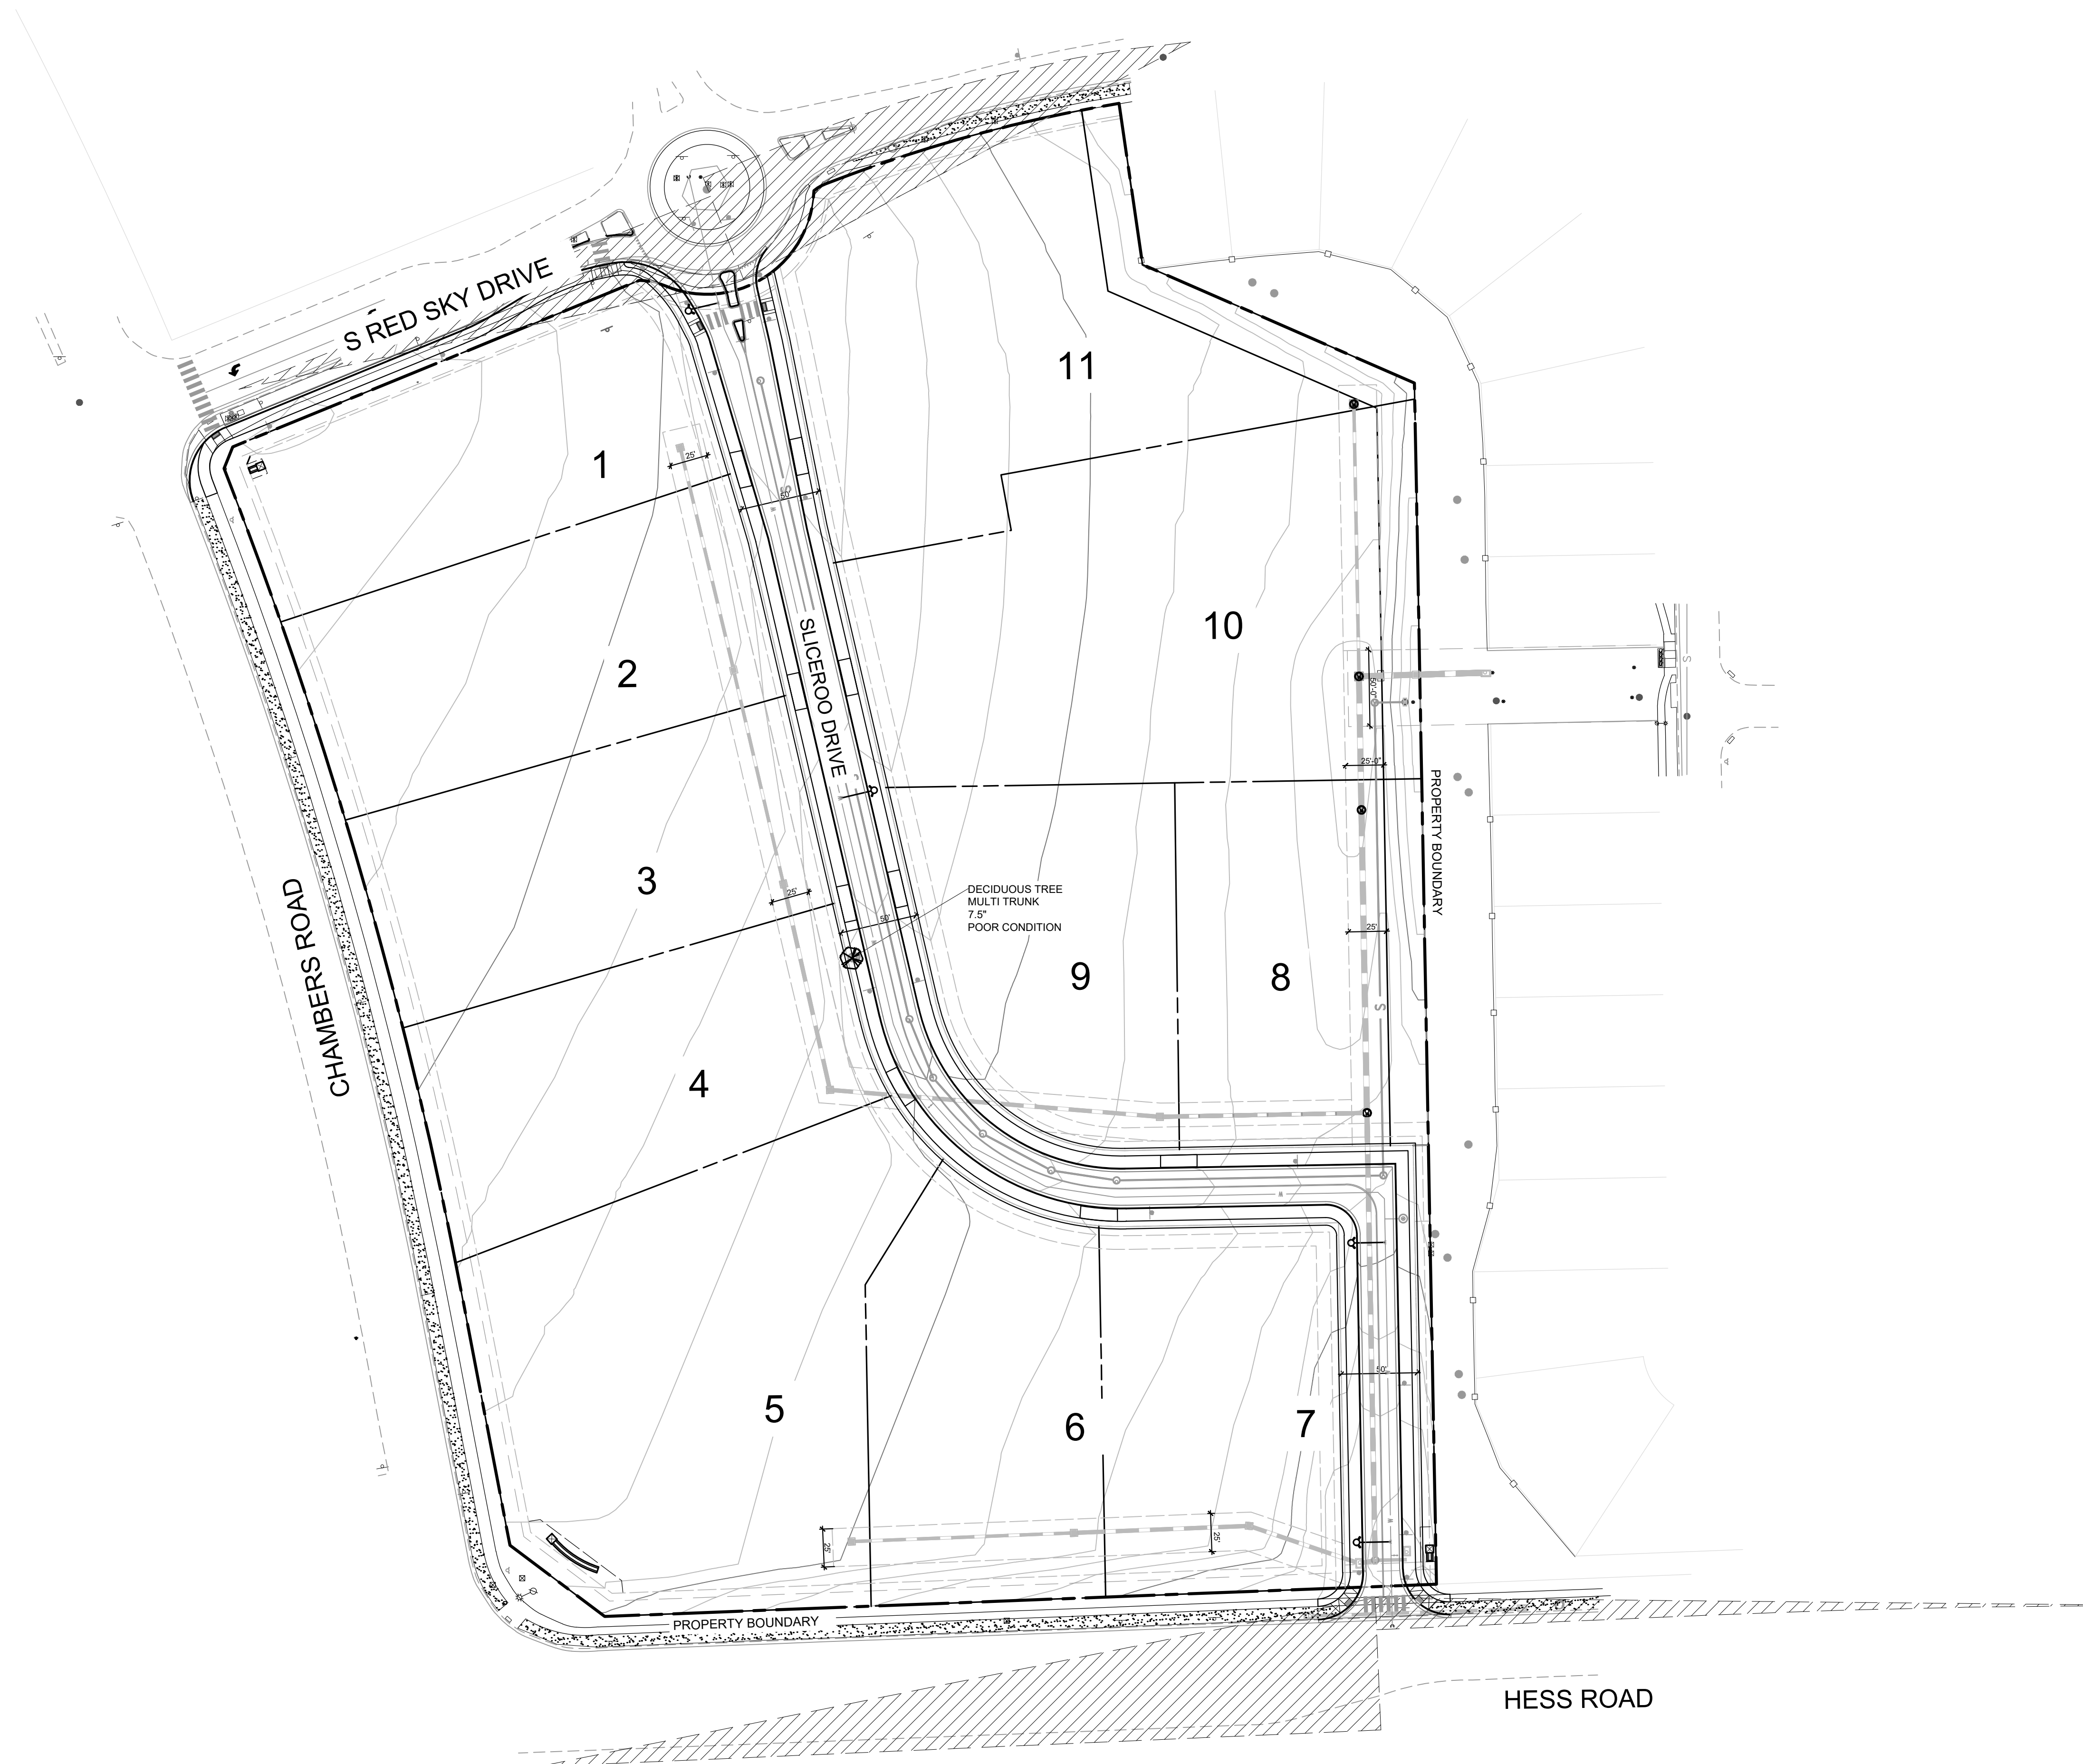 S RED SKY DRIVE
11
1
25'
50'
10
SLICEROO DRIVE
2
50'-0"
25'-0"
PROPERTY BOUNDARY
3
25'
DECIDUOUS TREE
MULTI TRUNK
7.5"
POOR CONDITION
50'
25'
CHAMBERS ROAD
9
8
S
S
4
50'
5
6
7
25'
25'
PROPERTY BOUNDARY
HESS ROAD